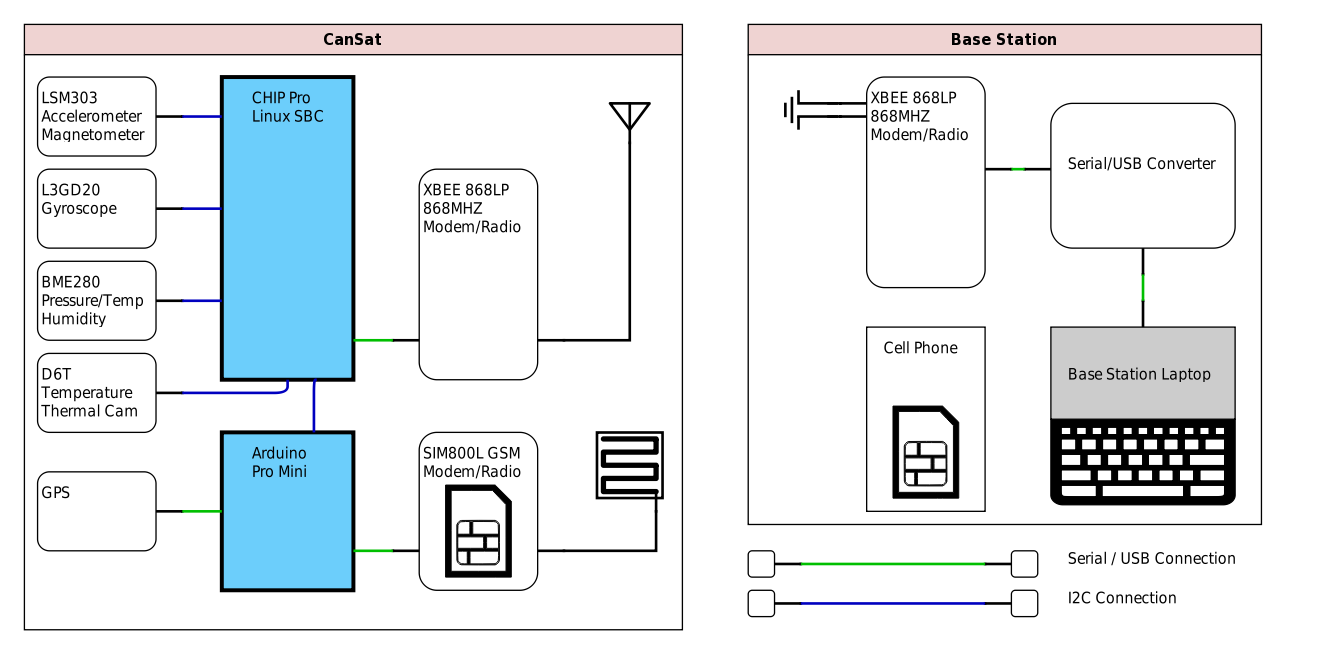 CanSat
LSM303
Accelerometer
Magnetometer
CHIP Pro
Linux SBC
L3GD20
Gyroscope
XBEE 868LP
868MHZ
Modem/Radio
BME280
Pressure/Temp
Humidity
D6T
Temperature
Thermal Cam
Arduino
Pro Mini
SIM800L GSM
Modem/Radio
GPS
Base Station
XBEE 868LP
868MHZ
Modem/Radio
Serial/USB Converter
Cell Phone
Base Station Laptop
Serial / USB Connection
I2C Connection